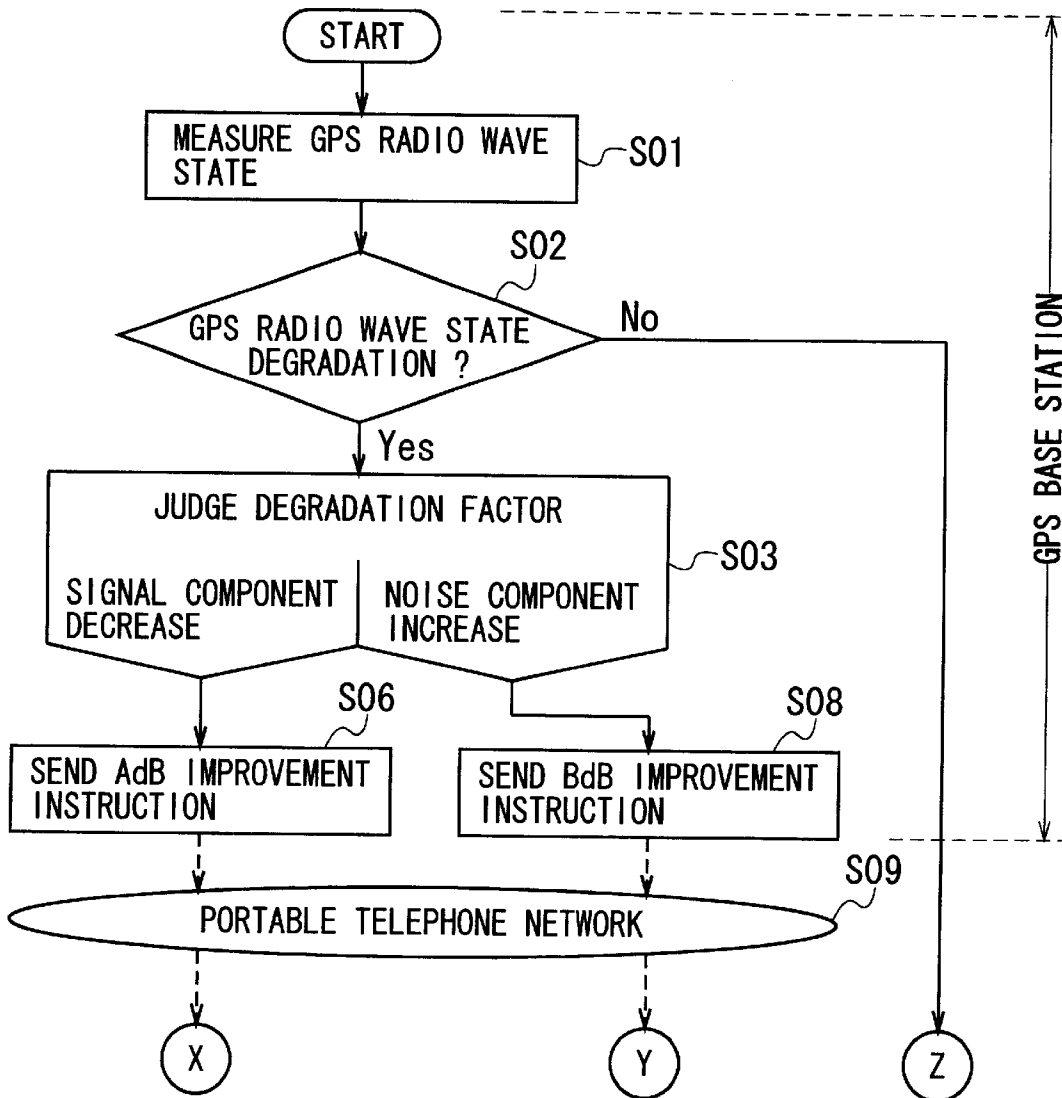 START
MEASURE GPS RADIO WAVE
STATE
S01
S02
GPS RADIO WAVE STATE
DEGRADATION ?
No
Yes
JUDGE DEGRADATION FACTOR
S03
SIGNAL COMPONENT
DECREASE
NOISE COMPONENT
INCREASE
S06
SEND AdB IMPROVEMENT
INSTRUCTION
S08
SEND BdB IMPROVEMENT
INSTRUCTION
GPS BASE STATION
S09
PORTABLE TELEPHONE NETWORK
X
Y
Z